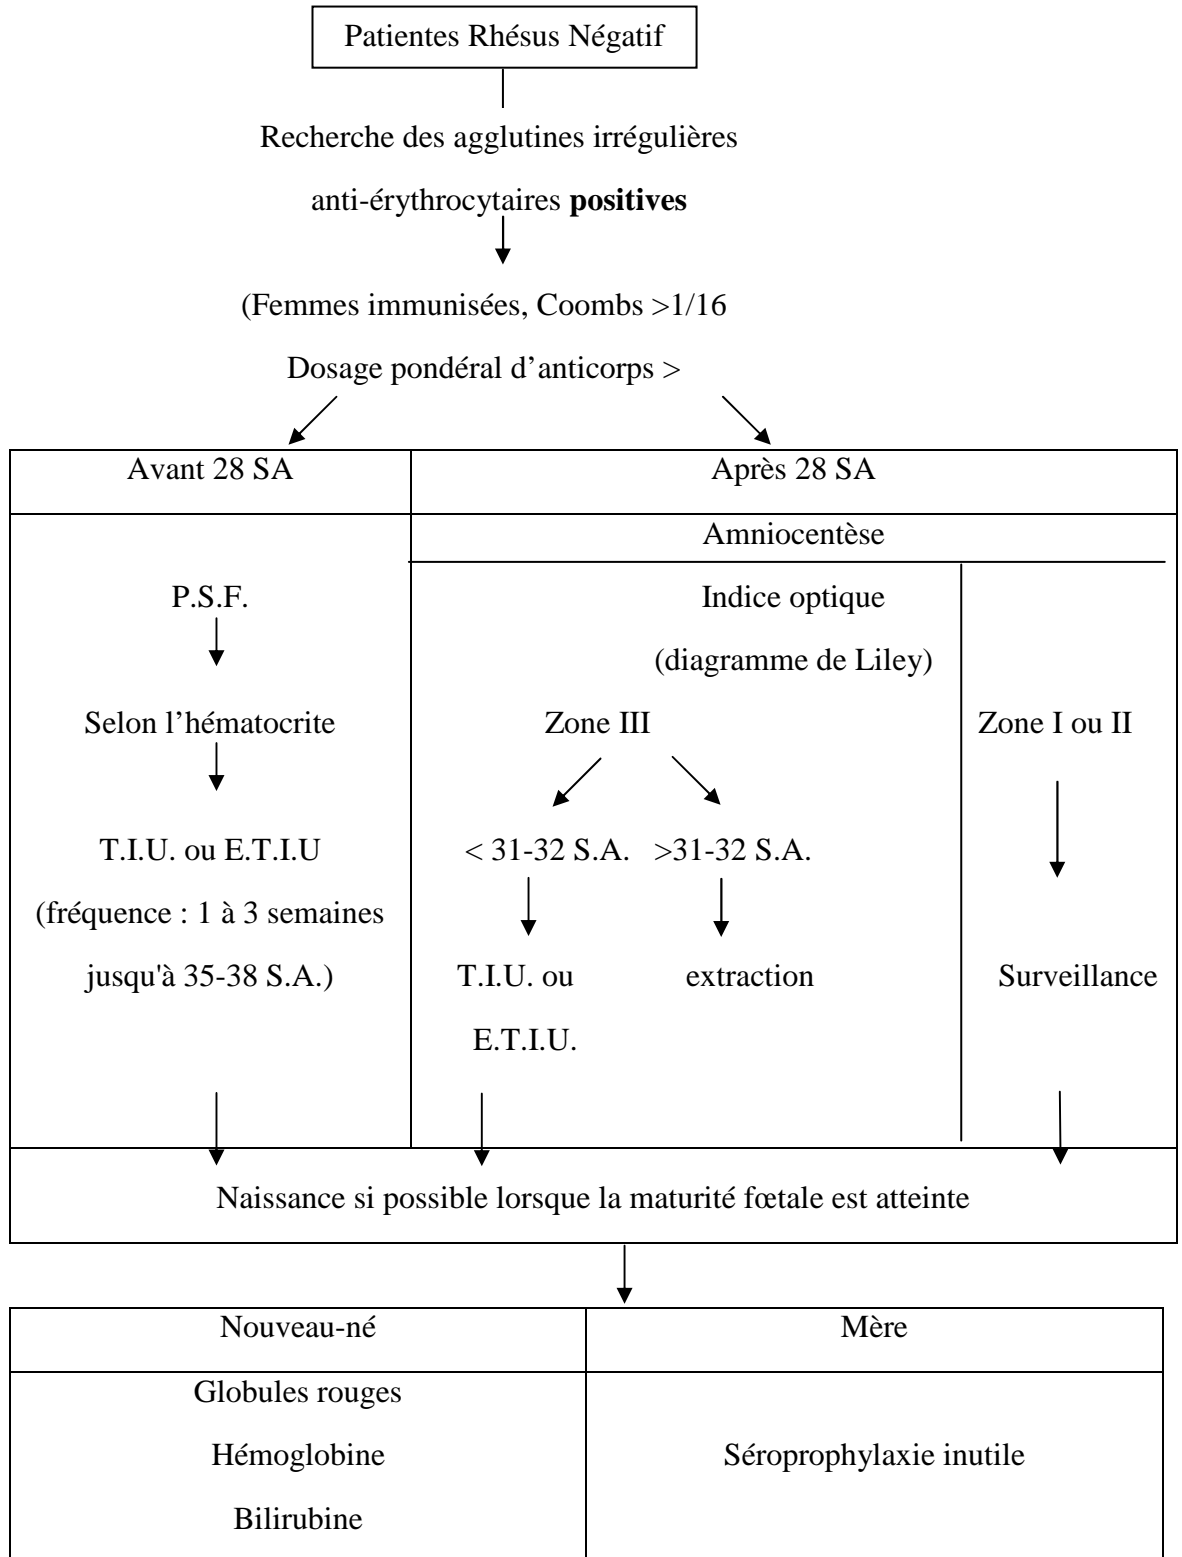 Patientes Rhésus Négatif
Recherche des agglutines irrégulières
anti-érythrocytaires positives
(Femmes immunisées, Coombs >1/16
Dosage pondéral d’anticorps >
Avant 28 SA
Après 28 SA
Amniocentèse
P.S.F.
Selon l’hématocrite
T.I.U. ou E.T.I.U
(fréquence : 1 à 3 semaines
jusqu'à 35-38 S.A.)
Indice optique
(diagramme de Liley)
Zone III
< 31-32 S.A.
>31-32 S.A.
T.I.U. ou
E.T.I.U.
extraction
Zone I ou II
Surveillance
Naissance si possible lorsque la maturité fœtale est atteinte
Nouveau-né
Mère
Globules rouges
Hémoglobine
Bilirubine
Séroprophylaxie inutile